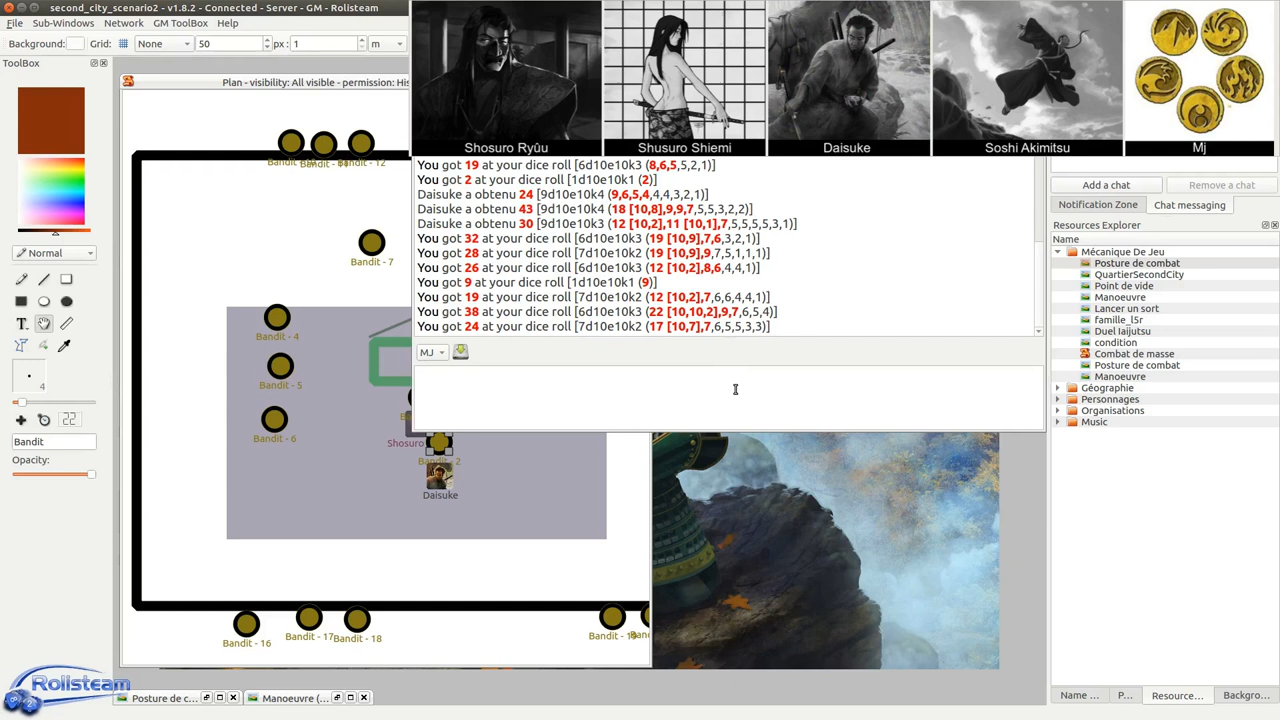 second_city_scenario2 - v1.8.2 - Connected - Server - GM - Rolisteam
File Sub-Windows Network GM ToolBox Help
Background: Grid: None 50 px : 1 m
ToolBox
Plan - visibility: All visible - permission: His
Shosuro Ryûu
Shusuro Shiemi
Daisuke
Soshi Akimitsu
Mj
You got 19 at your dice roll [6d10e10k3 (8,6,5,5,2,1)]
You got 2 at your dice roll [1d10e10k1 (2)]
Daisuke a obtenu 24 [9d10e10k4 (9,6,5,4,4,4,3,2,1)]
Daisuke a obtenu 43 [9d10e10k4 (18 [10,8],9,9,7,5,5,3,2,2)]
Daisuke a obtenu 30 [9d10e10k3 (12 [10,2],11 [10,1],7,5,5,5,5,3,1)]
You got 32 at your dice roll [6d10e10k3 (19 [10,9],7,6,3,2,1)]
You got 28 at your dice roll [7d10e10k2 (19 [10,9],9,7,5,1,1,1)]
You got 26 at your dice roll [6d10e10k3 (12 [10,2],8,6,4,4,1)]
You got 9 at your dice roll [1d10e10k1 (9)]
You got 19 at your dice roll [7d10e10k2 (12 [10,2],7,6,6,4,4,1)]
You got 38 at your dice roll [6d10e10k3 (22 [10,10,2],9,7,6,5,4)]
You got 24 at your dice roll [7d10e10k2 (17 [10,7],7,6,5,5,3,3)]
MJ
Add a chat
Remove a chat
Notification Zone
Chat messaging
Resources Explorer
Name
Mécanique De Jeu
Posture de combat
QuartierSecondCity
Point de vide
Manoeuvre
Lancer un sort
famille_l5r
Duel Iaijutsu
condition
Combat de masse
Posture de combat
Manoeuvre
Géographie
Personnages
Organisations
Music
Normal
4
22
Bandit
Opacity:
Bandit - 12
Bandit - 7
Bandit - 4
Bandit - 5
Bandit - 6
Shosuro
Bandit - 2
Daisuke
Bandit - 16
Bandit - 17
Bandit - 18
Rolisteam
Posture de c...
Manoeuvre (...
Name ...
P...
Resource...
Backgro...